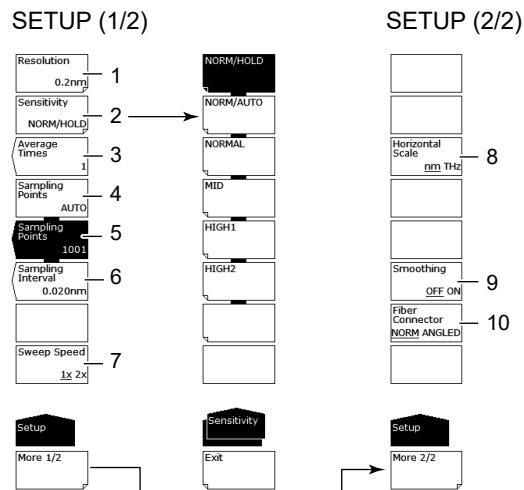 SETUP (1/2)
Resolution
0.2nm
1
Sensitivity
NORM/HOLD
2
Average
Times
1
3
Sampling
Points
AUTO
4
Sampling
Points
1001
5
Sampling
Interval
0.020nm
6
Sweep Speed
1x 2x
7
Setup
More 1/2
NORM/HOLD
NORM/AUTO
NORMAL
MID
HIGH1
HIGH2
Sensitivity
Exit
SETUP (2/2)
Horizontal
Scale
nm THz
8
Smoothing
OFF ON
9
Fiber
Connector
NORM ANGLED
10
Setup
More 2/2